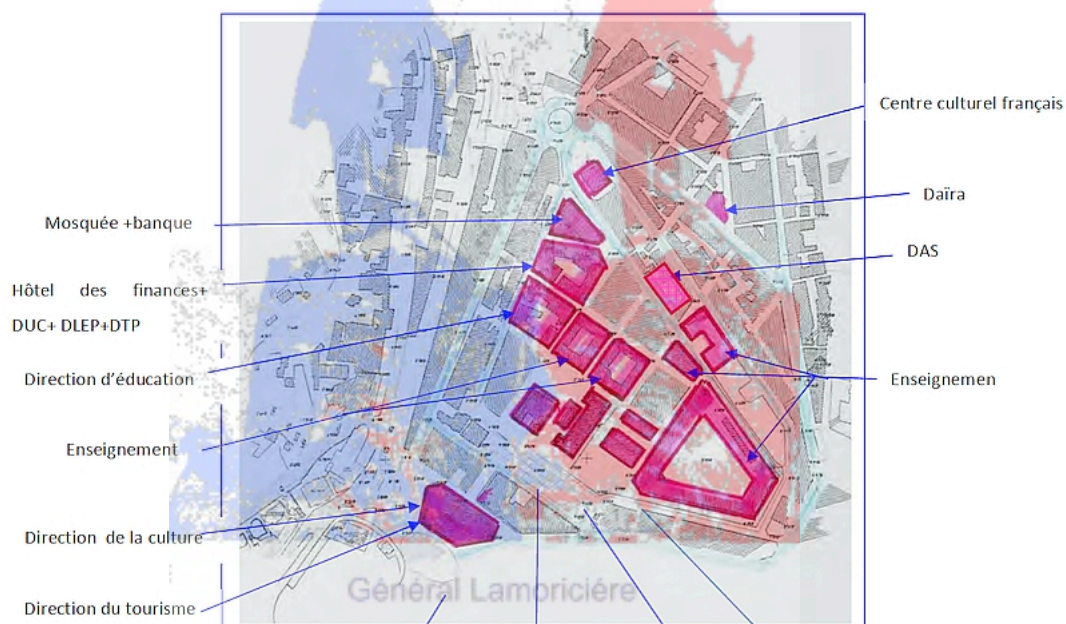 Centre culturel français
Daïra
Mosquée +banque
DAS
Hôtel des finances+
DUC+ DLEP+DTP
Direction d'éducation
Enseignemen
Enseignement
Direction de la culture
Direction du tourisme
Général Lamoriciére